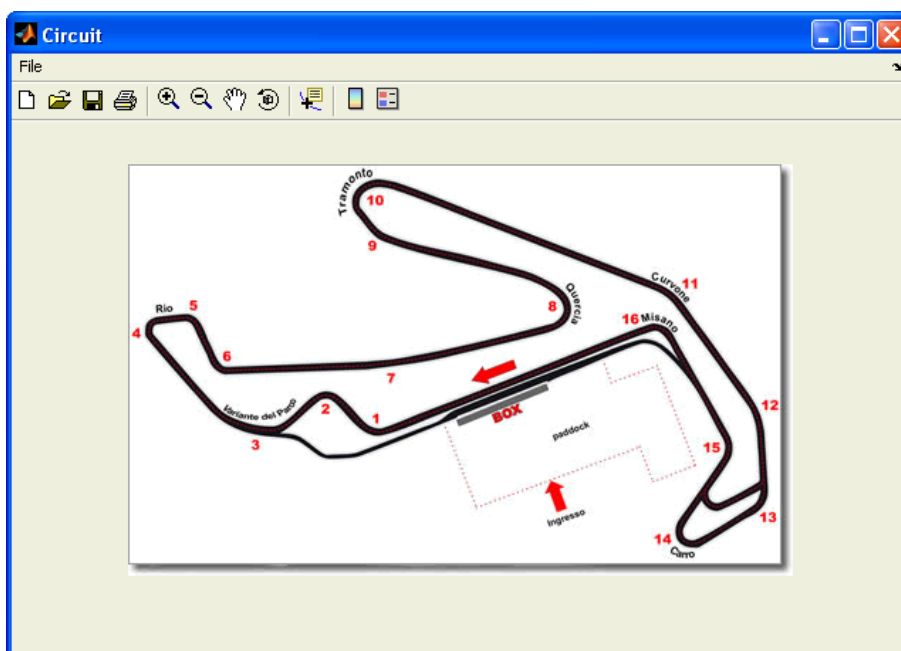 Circuit
File
Tramonto
10
9
Curvone
11
Quercia
8
Misano
16
Rio
5
4
6
7
Variante del Parco
2
1
3
BOX
paddock
12
15
13
Ingresso
14
Carro